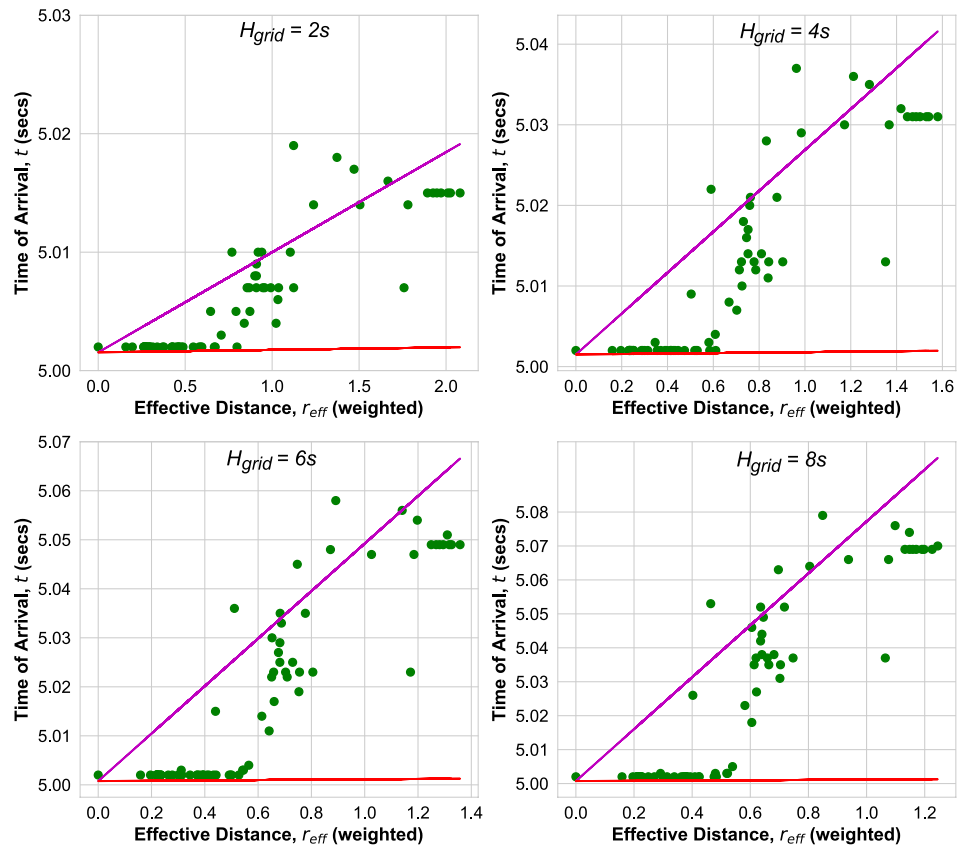 H_grid = 2s
Time of Arrival, t (secs)
5.03
5.02
5.01
5.00
0.0 0.5 1.0 1.5 2.0
Effective Distance, r_eff (weighted)
H_grid = 4s
Time of Arrival, t (secs)
5.04
5.03
5.02
5.01
5.00
0.0 0.2 0.4 0.6 0.8 1.0 1.2 1.4 1.6
Effective Distance, r_eff (weighted)
H_grid = 6s
Time of Arrival, t (secs)
5.07
5.06
5.05
5.04
5.03
5.02
5.01
5.00
0.0 0.2 0.4 0.6 0.8 1.0 1.2 1.4
Effective Distance, r_eff (weighted)
H_grid = 8s
Time of Arrival, t (secs)
5.08
5.07
5.06
5.05
5.04
5.03
5.02
5.01
5.00
0.0 0.2 0.4 0.6 0.8 1.0 1.2
Effective Distance, r_eff (weighted)